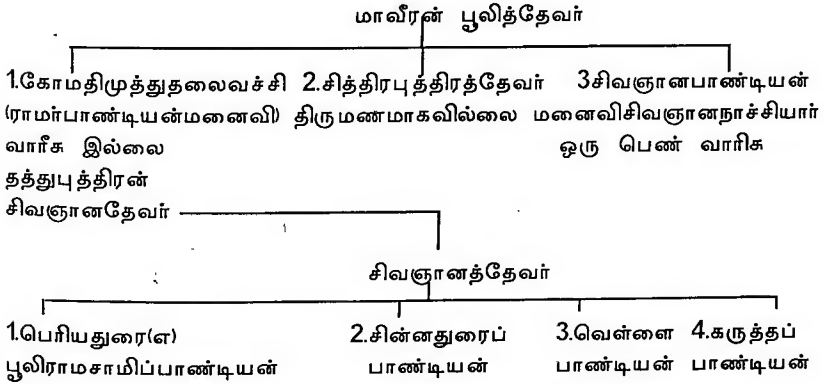 மாவீரன் பூலித்தேவர்
1.கோமதிமுத்துதலைவச்சி 2.சித்திரபுத்திரத்தேவர் 3சிவஞானபாண்டியன்
(ராமர்பாண்டியன்மனைவி) திருமணமாகவில்லை மனைவிசிவஞானநாச்சியார்
வாரீசு இல்லை ஒரு பெண் வாரிசு
தத்துபுத்திரன்
சிவஞானதேவர்
சிவஞானத்தேவர்
1.பெரியதுரை(எ) 2.சின்னதுரைப் 3.வெள்ளை 4.கருத்தப்
பூலிராமசாமிப்பாண்டியன் பாண்டியன் பாண்டியன் பாண்டியன்